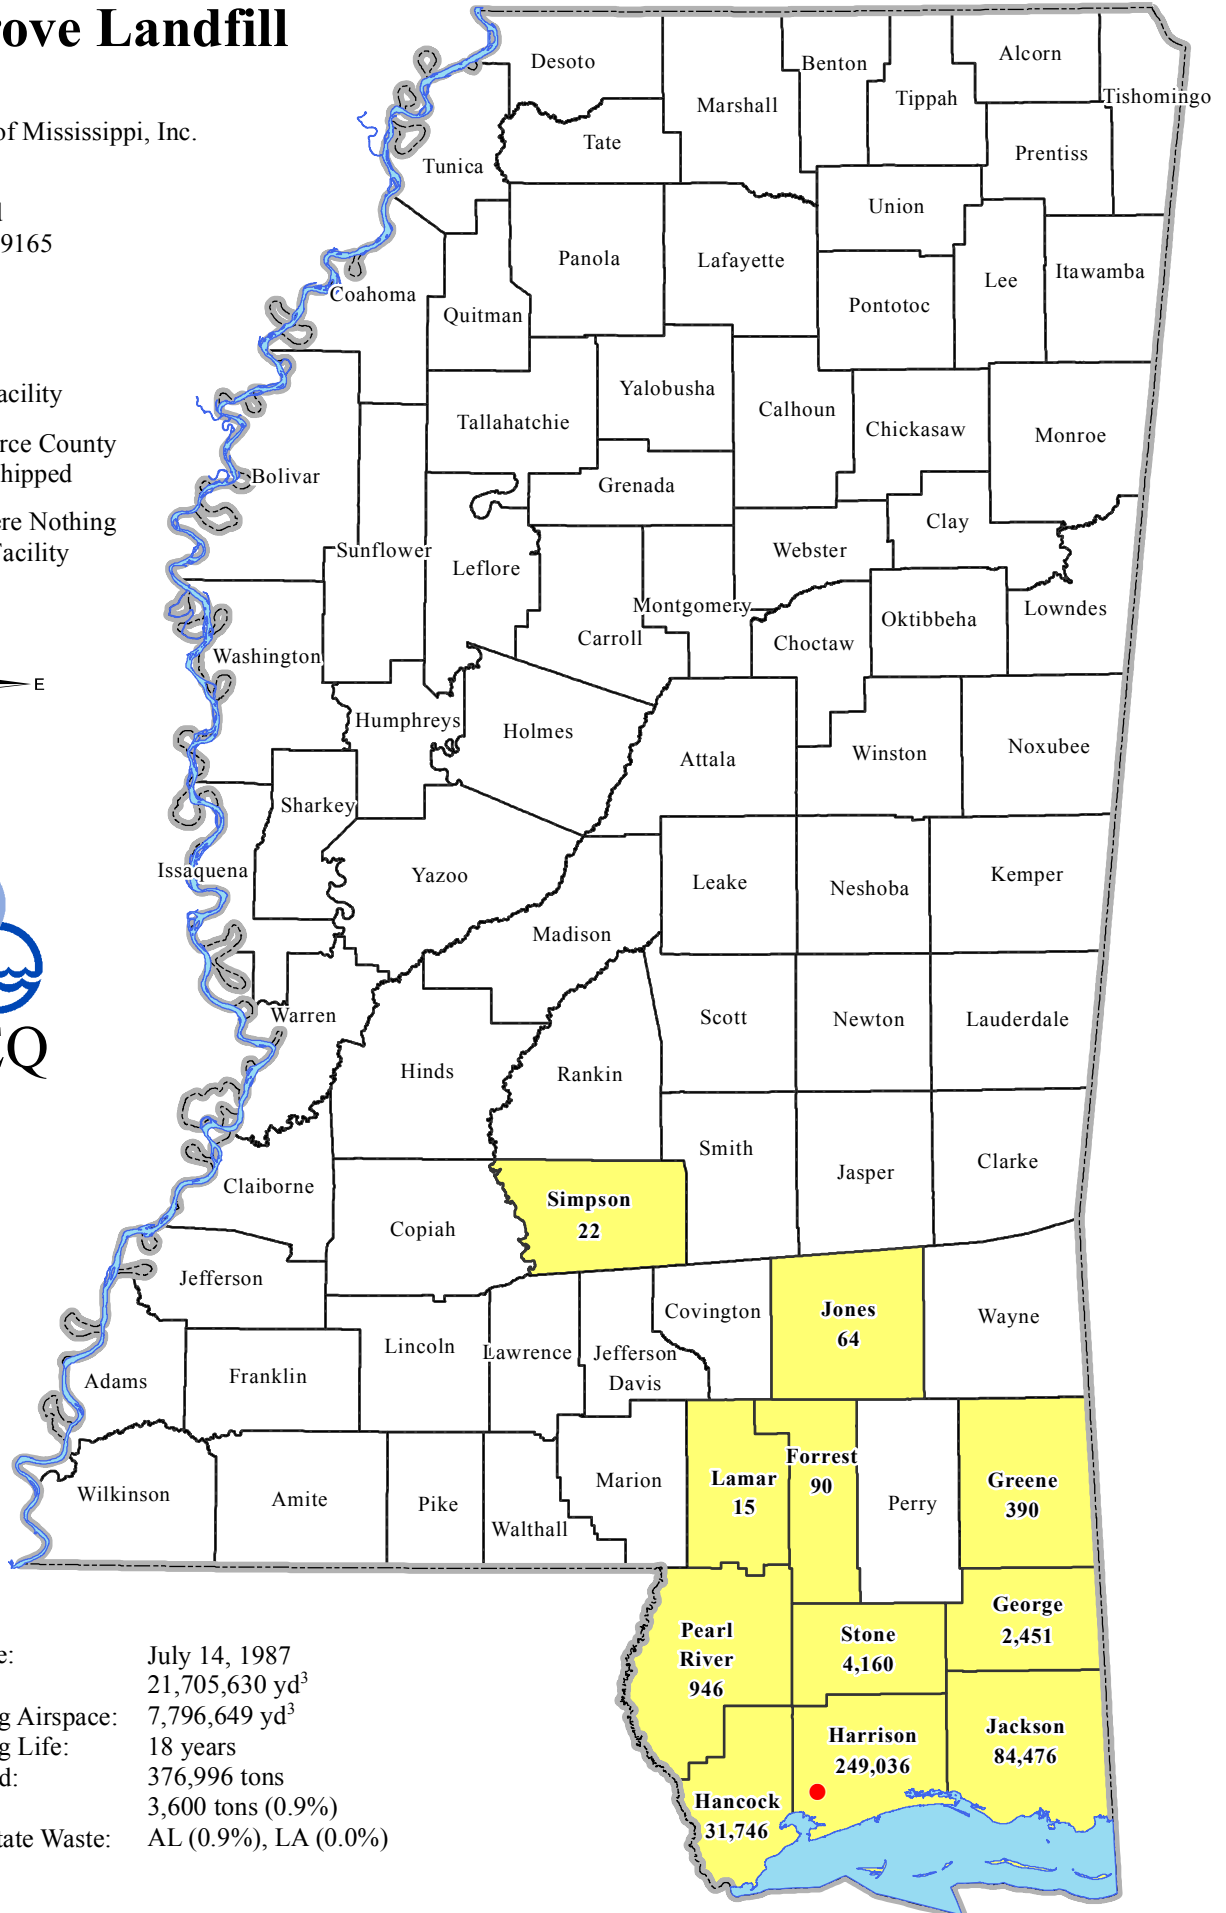 rove Landfill
of Mississippi, Inc.
l
9165
acility
rce County
hipped
ere Nothing
Facility
E
CQ
Desoto
Marshall
Benton
Tippah
Alcorn
Tishomingo
Tunica
Tate
Prentiss
Union
Panola
Lafayette
Coahoma
Quitman
Pontotoc
Lee
Itawamba
Tallahatchie
Yalobusha
Calhoun
Chickasaw
Monroe
Bolivar
Grenada
Clay
Sunflower
Leflore
Webster
Montgomery
Carroll
Choctaw
Oktibbeha
Lowndes
Washington
Humphreys
Holmes
Attala
Winston
Noxubee
Sharkey
Issaquena
Yazoo
Leake
Neshoba
Kemper
Madison
Warren
Scott
Newton
Lauderdale
Hinds
Rankin
Smith
Jasper
Clarke
Claiborne
Copiah
Simpson
22
Jefferson
Lincoln
Lawrence
Jefferson
Davis
Covington
Jones
64
Wayne
Adams
Franklin
Wilkinson
Amite
Pike
Walthall
Marion
Lamar
15
Forrest
90
Perry
Greene
390
Pearl
River
946
Stone
4,160
George
2,451
Harrison
249,036
Jackson
84,476
Hancock
31,746
e: July 14, 1987
21,705,630 yd³
g Airspace: 7,796,649 yd³
g Life: 18 years
d: 376,996 tons
3,600 tons (0.9%)
tate Waste: AL (0.9%), LA (0.0%)